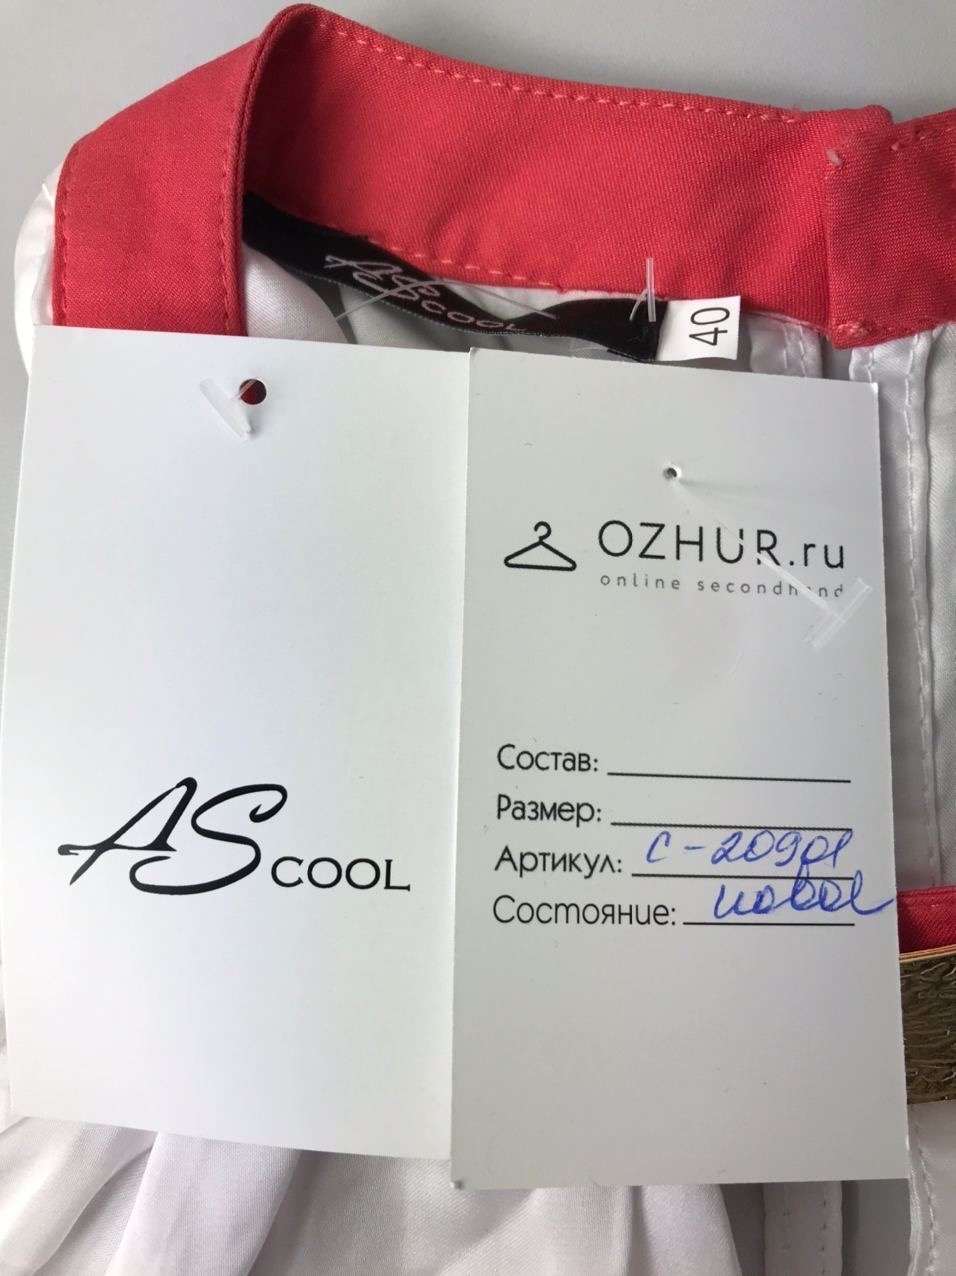 AS COOL
40
AS COOL
OZHUR.ru
online secondhand
Состав:
Размер:
Артикул: С-20901
Состояние: новое